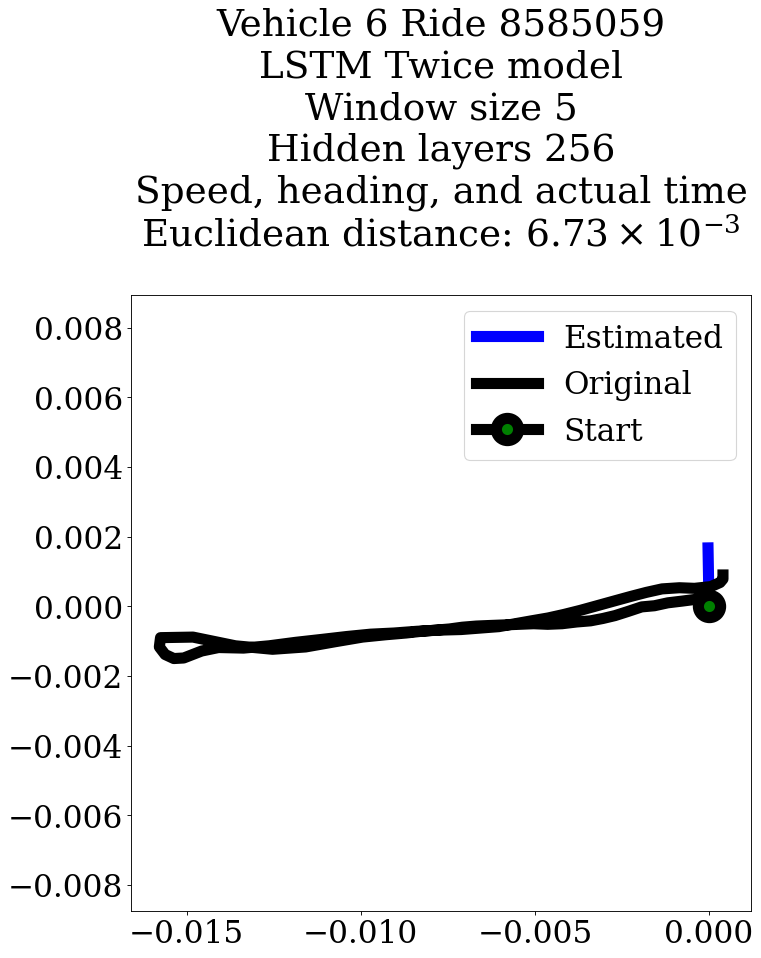 Vehicle 6 Ride 8585059
LSTM Twice model
Window size 5
Hidden layers 256
Speed, heading, and actual time
Euclidean distance: 6.73 × 10⁻³
Estimated
Original
Start
0.008
0.006
0.004
0.002
0.000
−0.002
−0.004
−0.006
−0.008
−0.015 −0.010 −0.005 0.000